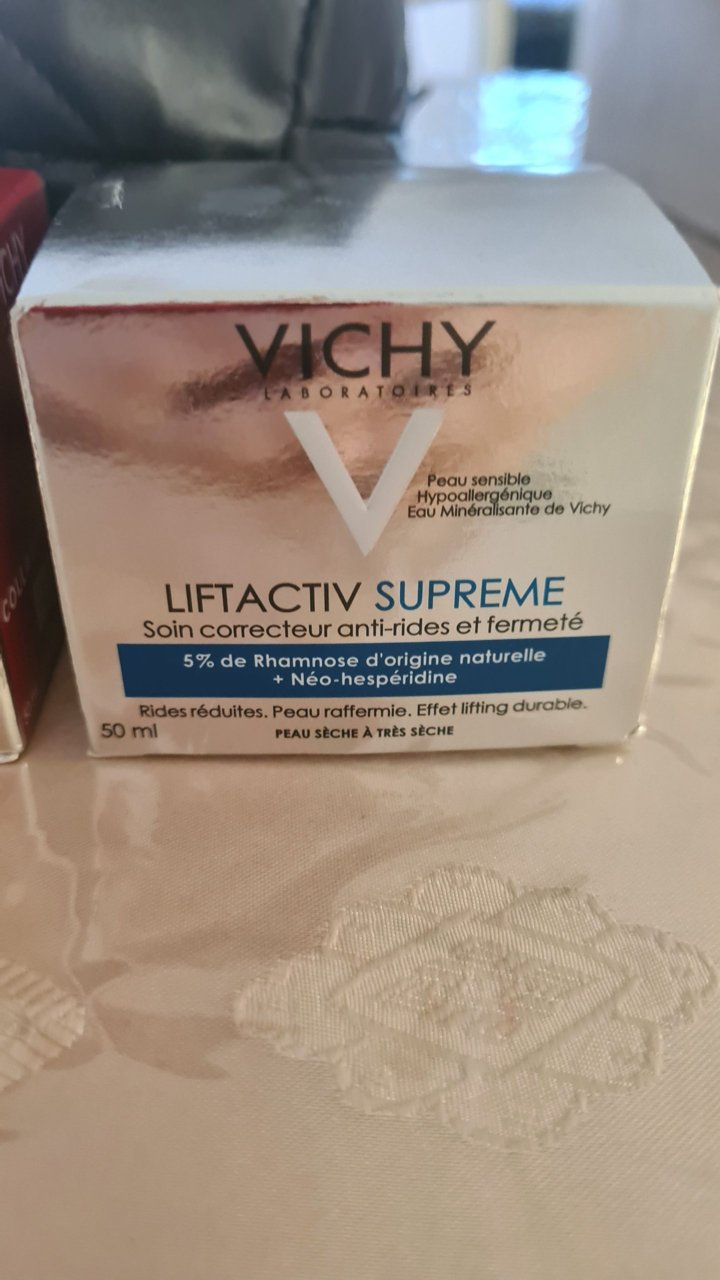 VICHY
LABORATOIRES
Peau sensible
Hypoallergénique
Eau Minéralisante de Vichy
LIFTACTIV SUPREME
Soin correcteur anti-rides et fermeté
5% de Rhamnose d'origine naturelle
+ Néo-hespéridine
Rides réduites. Peau raffermie. Effet lifting durable.
50 ml
PEAU SÈCHE À TRÈS SÈCHE